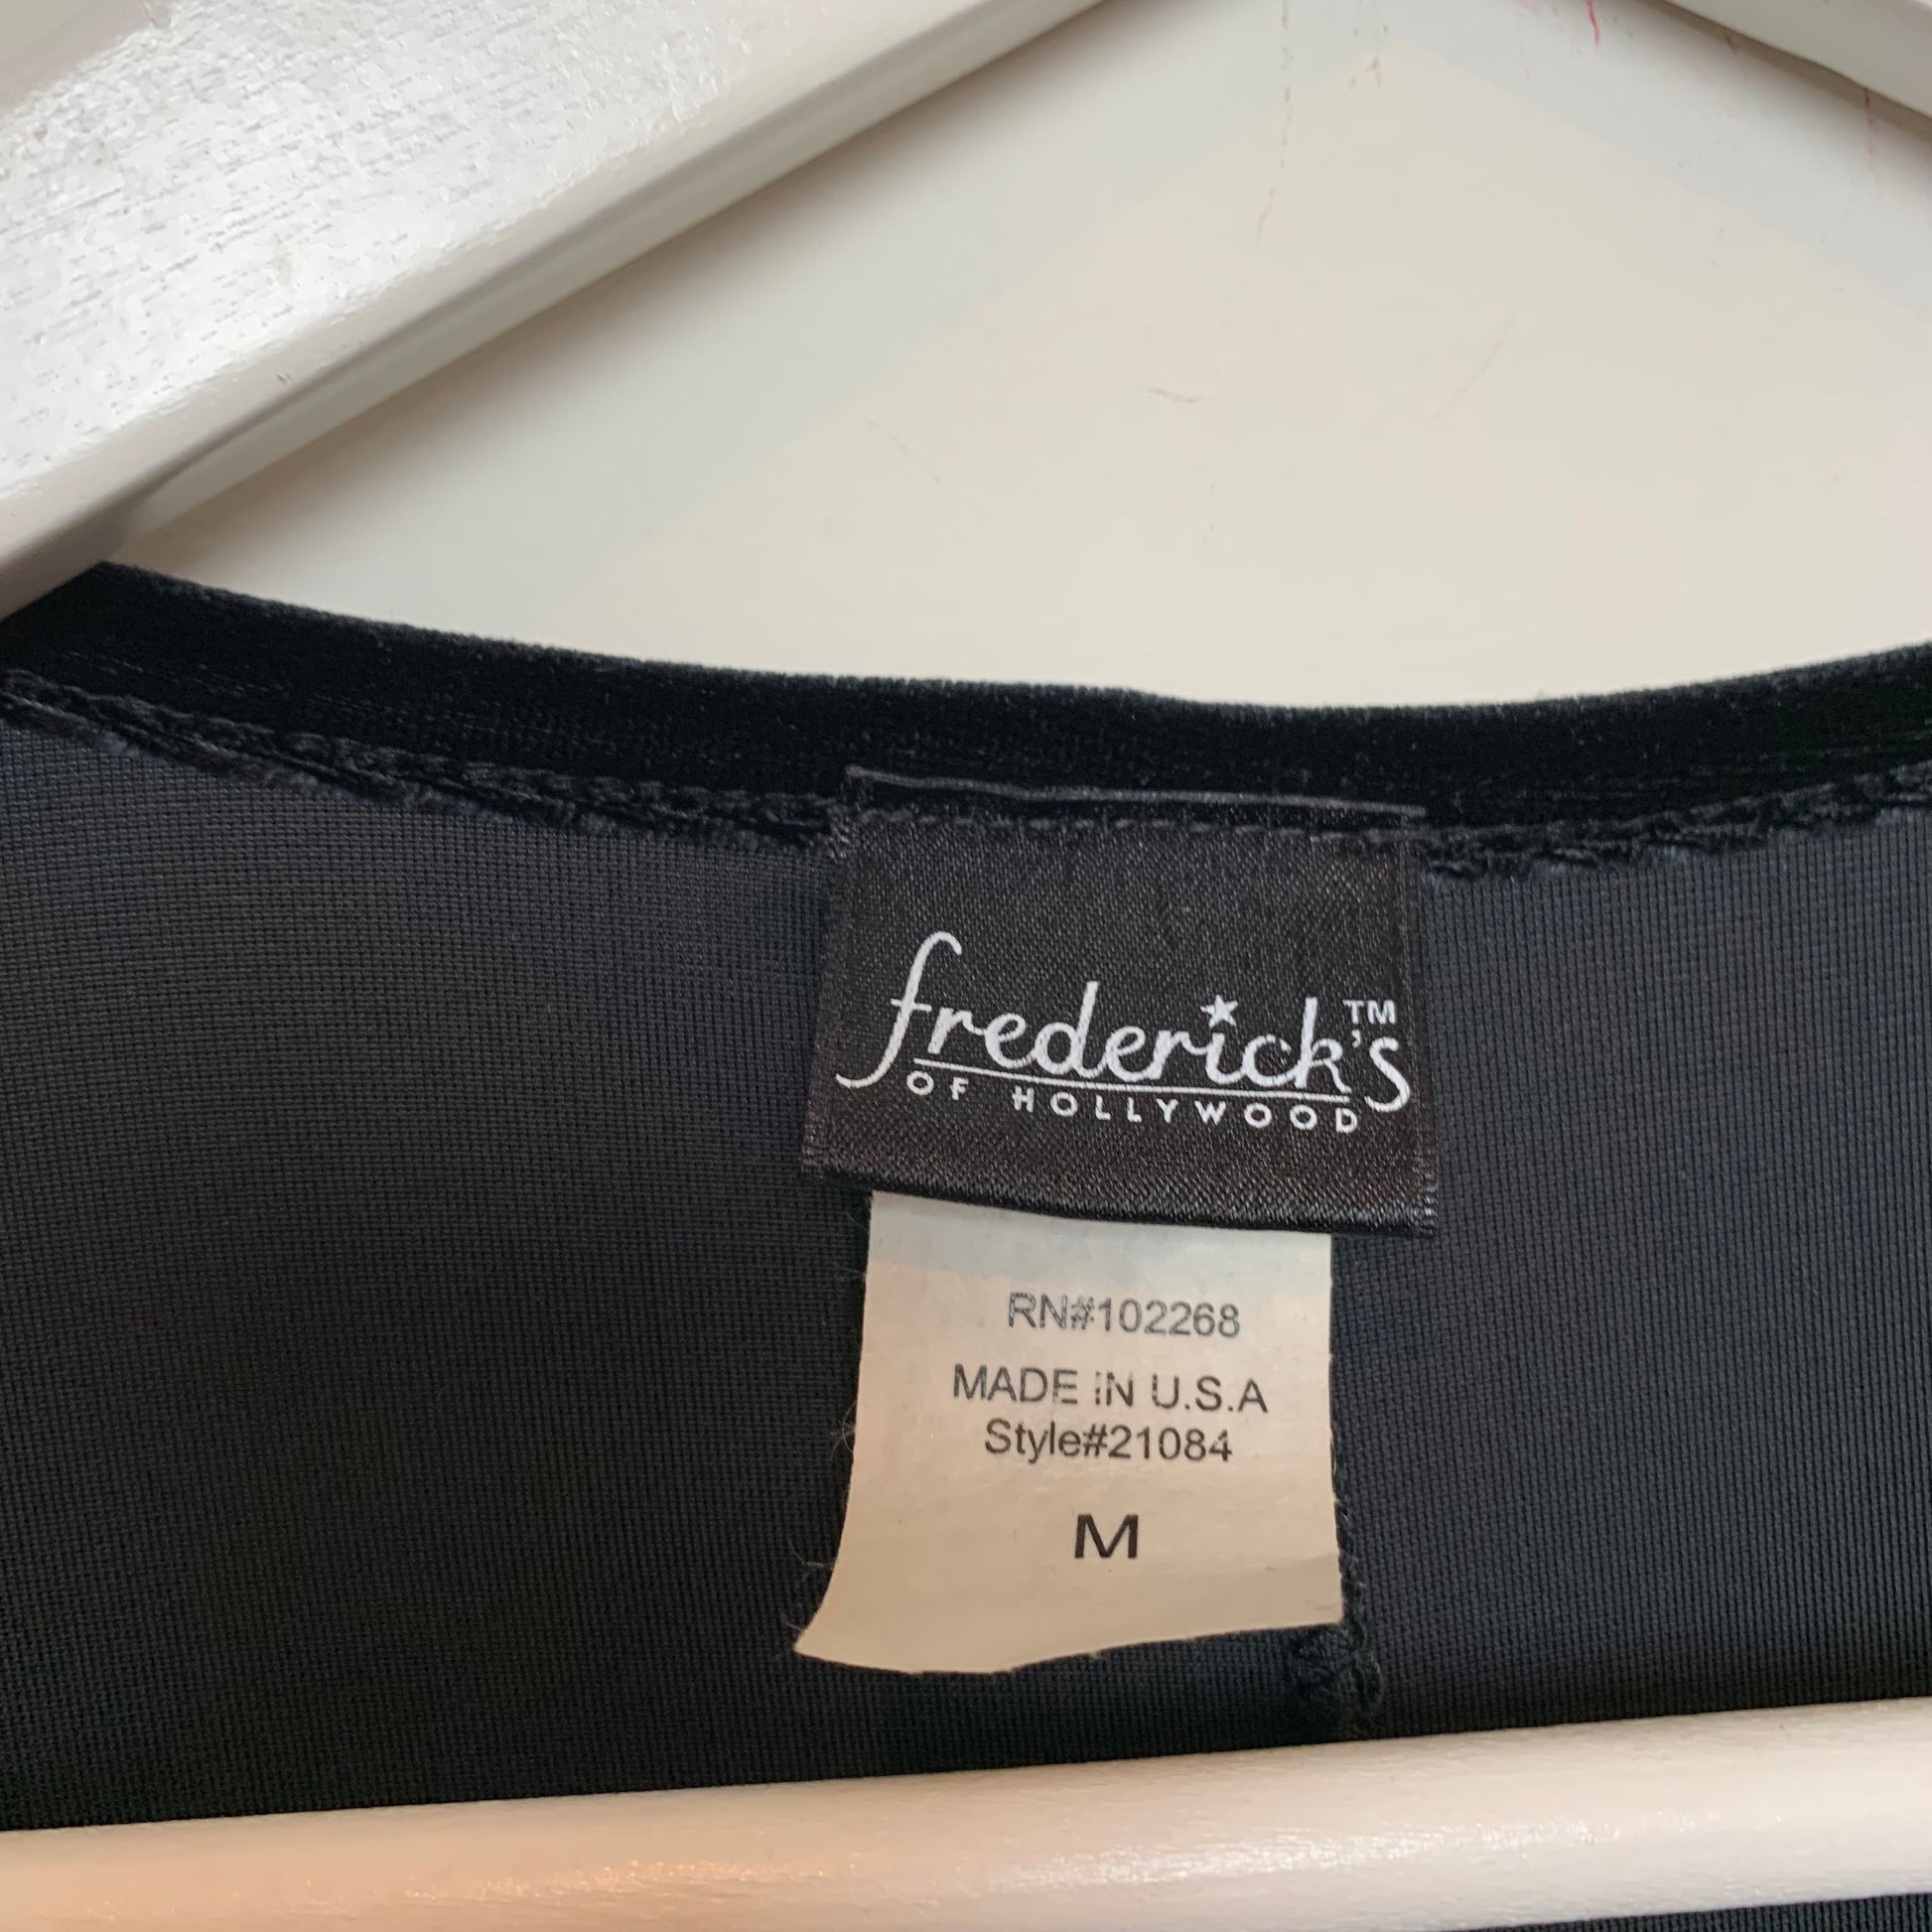 frederick's™
OF HOLLYWOOD
RN#102268
MADE IN U.S.A
Style#21084
M